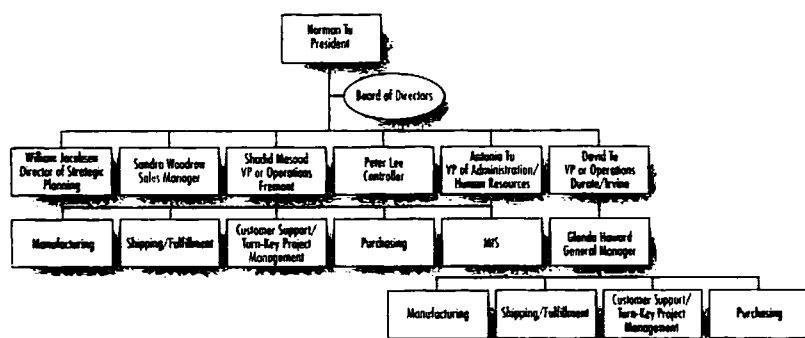 Norman Tu
President
Board of Directors
William Jacobsen
Director of Strategic
Planning
Sandra Woodrow
Sales Manager
Shadid Masood
VP or Operations
Fremont
Peter Lee
Controller
Antonia Tu
VP of Administration/
Human Resources
David Tu
VP or Operations
Durate/Irvine
Manufacturing
Shipping/Fulfillment
Customer Support/
Turn-Key Project
Management
Purchasing
MIS
Glenda Howard
General Manager
Manufacturing
Shipping/Fulfillment
Customer Support/
Turn-Key Project
Management
Purchasing